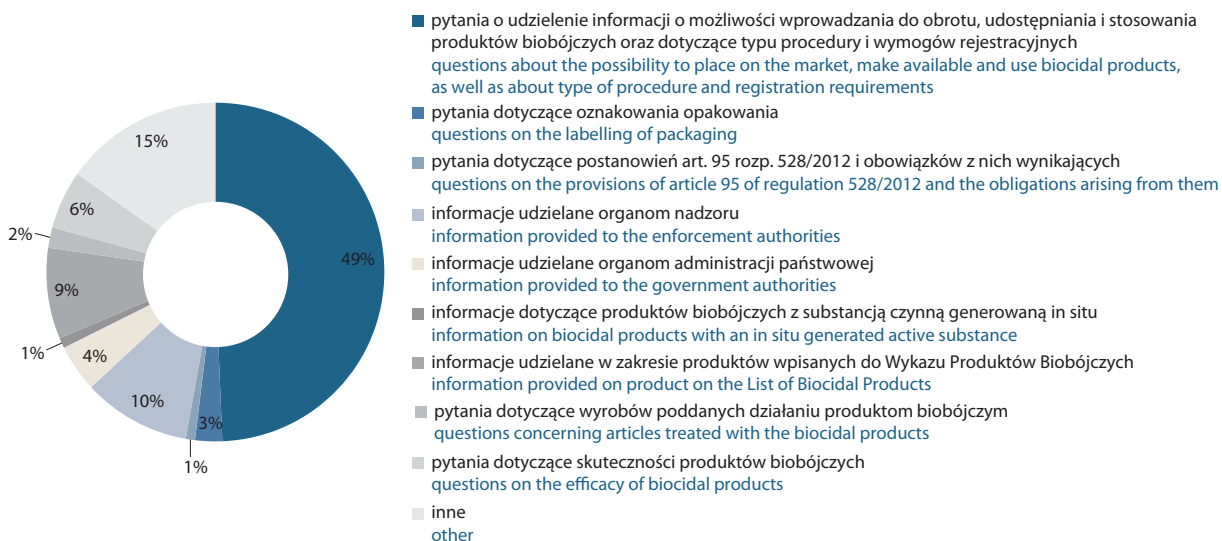 pytania o udzielenie informacji o możliwości wprowadzania do obrotu, udostępniania i stosowania
produktów biobójczych oraz dotyczące typu procedury i wymogów rejestracyjnych
questions about the possibility to place on the market, make available and use biocidal products,
as well as about type of procedure and registration requirements
pytania dotyczące oznakowania opakowania
questions on the labelling of packaging
pytania dotyczące postanowień art. 95 rozp. 528/2012 i obowiązków z nich wynikających
questions on the provisions of article 95 of regulation 528/2012 and the obligations arising from them
informacje udzielane organom nadzoru
information provided to the enforcement authorities
informacje udzielane organom administracji państwowej
information provided to the government authorities
informacje dotyczące produktów biobójczych z substancją czynną generowaną in situ
information on biocidal products with an in situ generated active substance
informacje udzielane w zakresie produktów wpisanych do Wykazu Produktów Biobójczych
information provided on product on the List of Biocidal Products
pytania dotyczące wyrobów poddanych działaniu produktom biobójczym
questions concerning articles treated with the biocidal products
pytania dotyczące skuteczności produktów biobójczych
questions on the efficacy of biocidal products
inne
other
49%
3%
1%
10%
4%
1%
9%
2%
6%
15%